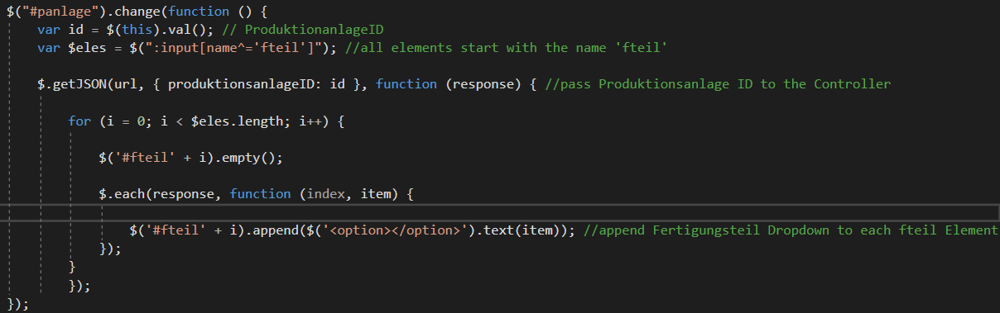 $("#panlage").change(function () {
var id = $(this).val(); // ProduktionanlageID
var $eles = $(":input[name^='fteil']"); //all elements start with the name 'fteil'
$.getJSON(url, { produktionsanlageID: id }, function (response) { //pass Produktionsanlage ID to the Controller
for (i = 0; i < $eles.length; i++) {
$('#fteil' + i).empty();
$.each(response, function (index, item) {
$('#fteil' + i).append($('<option></option>').text(item)); //append Fertigungsteil Dropdown to each fteil Element
});
}
});
});